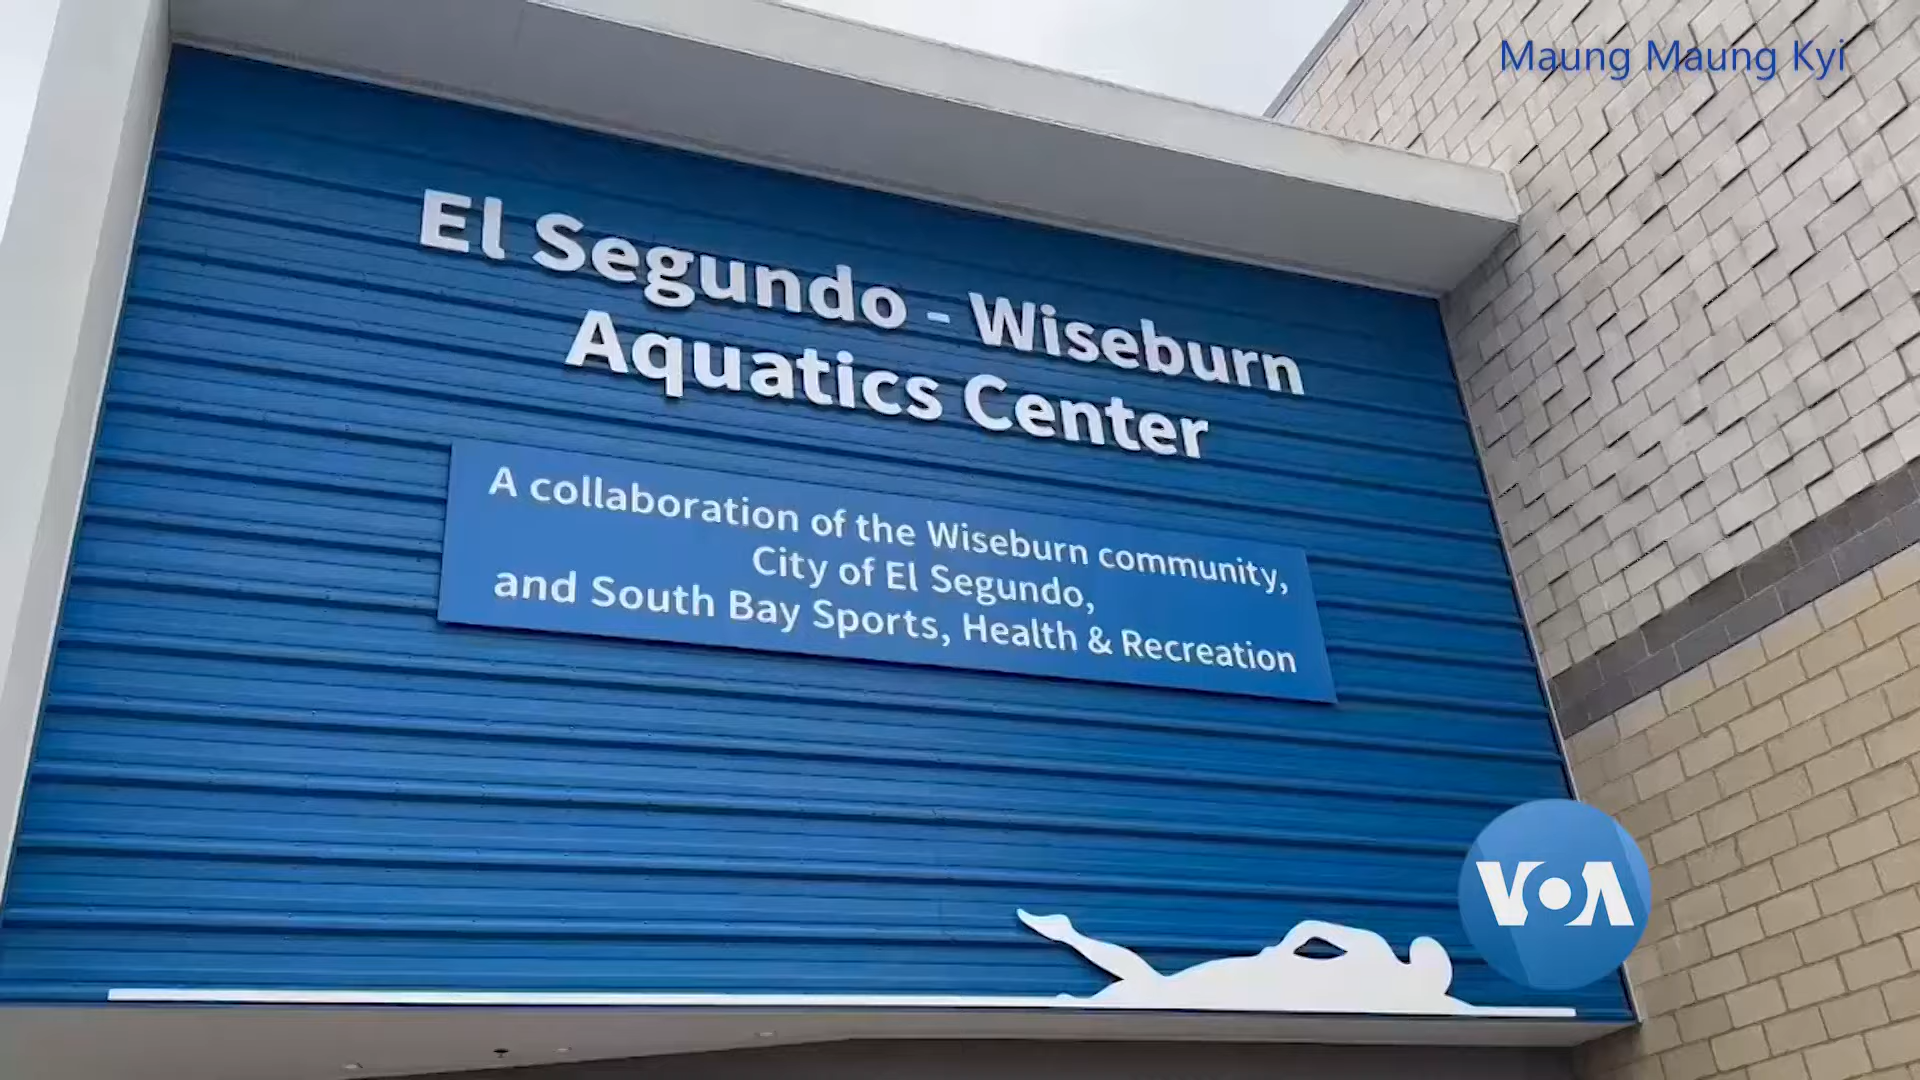 Maung Maung Kyi
El Segundo - Wiseburn
Aquatics Center
A collaboration of the Wiseburn community,
City of El Segundo,
and South Bay Sports, Health & Recreation
VOA